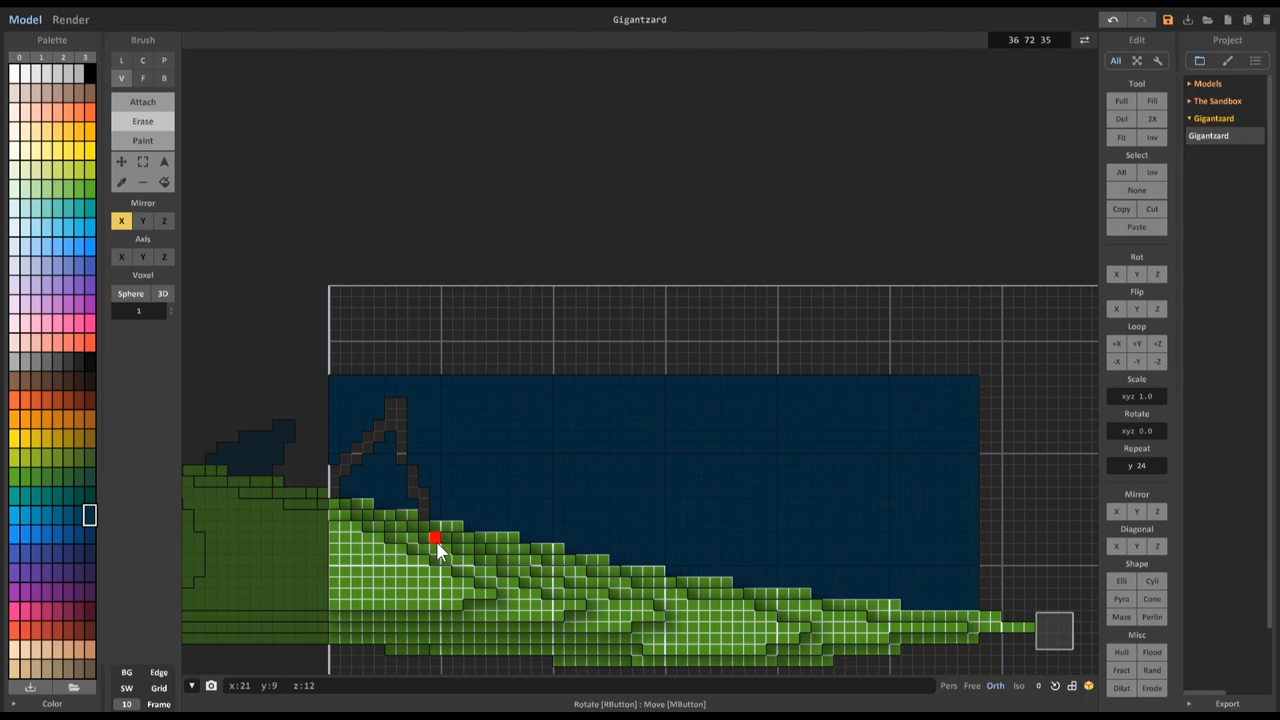 Model Render
Gigantzard
Palette
Brush
36 72 35
Edit
Project
0 1 2 3
L C P
V F B
All
Models
Tool
Attach
Full Fill
The Sandbox
Erase
Del 2X
Gigantzard
Paint
Fit Inv
Gigantzard
Select
All Inv
None
Mirror
Copy Cut
X Y Z
Paste
Axis
X Y Z
Rot
Voxel
X Y Z
Sphere 3D
Flip
1
X Y Z
Loop
+X +Y +Z
-X -Y -Z
Scale
xyz 1.0
Rotate
xyz 0.0
Repeat
y 24
Mirror
X Y Z
Diagonal
X Y Z
Shape
Elli Cyli
Pyra Cone
Maze Perlin
Misc
Hull Flood
BG Edge
Fract Rand
SW Grid
x:21 y:9 z:12
Pers Free Orth Iso 0
Dilat Erode
Color
10 Frame
Rotate [RButton] : Move [MButton]
Export